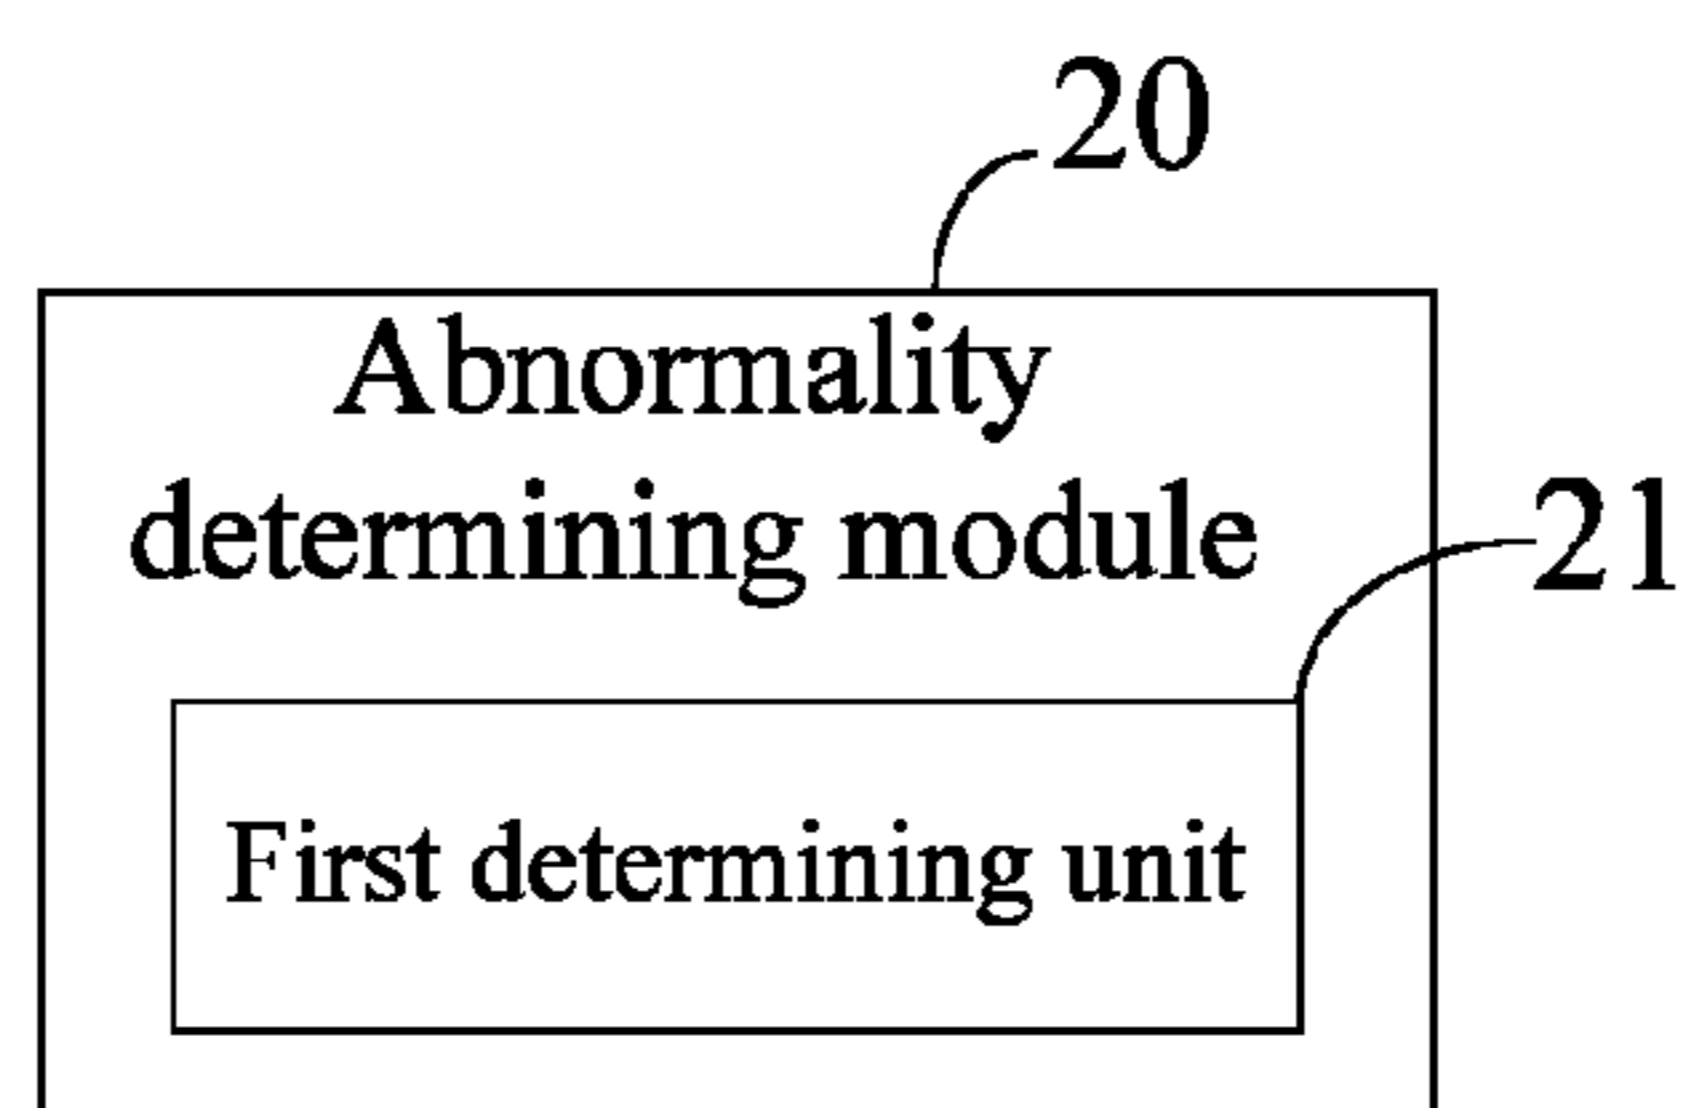 20
Abnormality
determining module
21
First determining unit